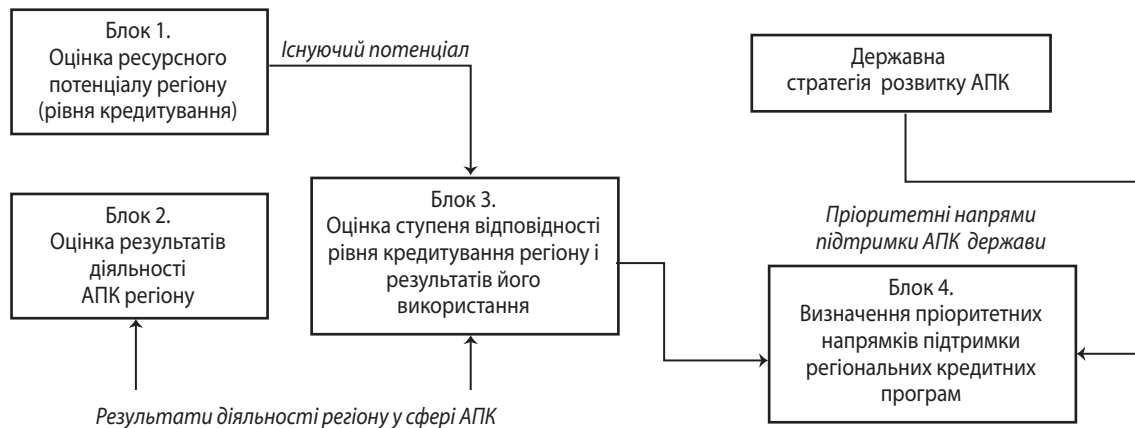 Блок 1.
Оцінка ресурсного
потенціалу регіону
(рівня кредитування)
Існуючий потенціал
Державна
стратегія розвитку АПК
Блок 2.
Оцінка результатів
діяльності
АПК регіону
Блок 3.
Оцінка ступеня відповідності
рівня кредитування регіону і
результатів його
використання
Пріоритетні напрями
підтримки АПК держави
Блок 4.
Визначення пріоритетних
напрямків підтримки
регіональних кредитних
програм
Результати діяльності регіону у сфері АПК